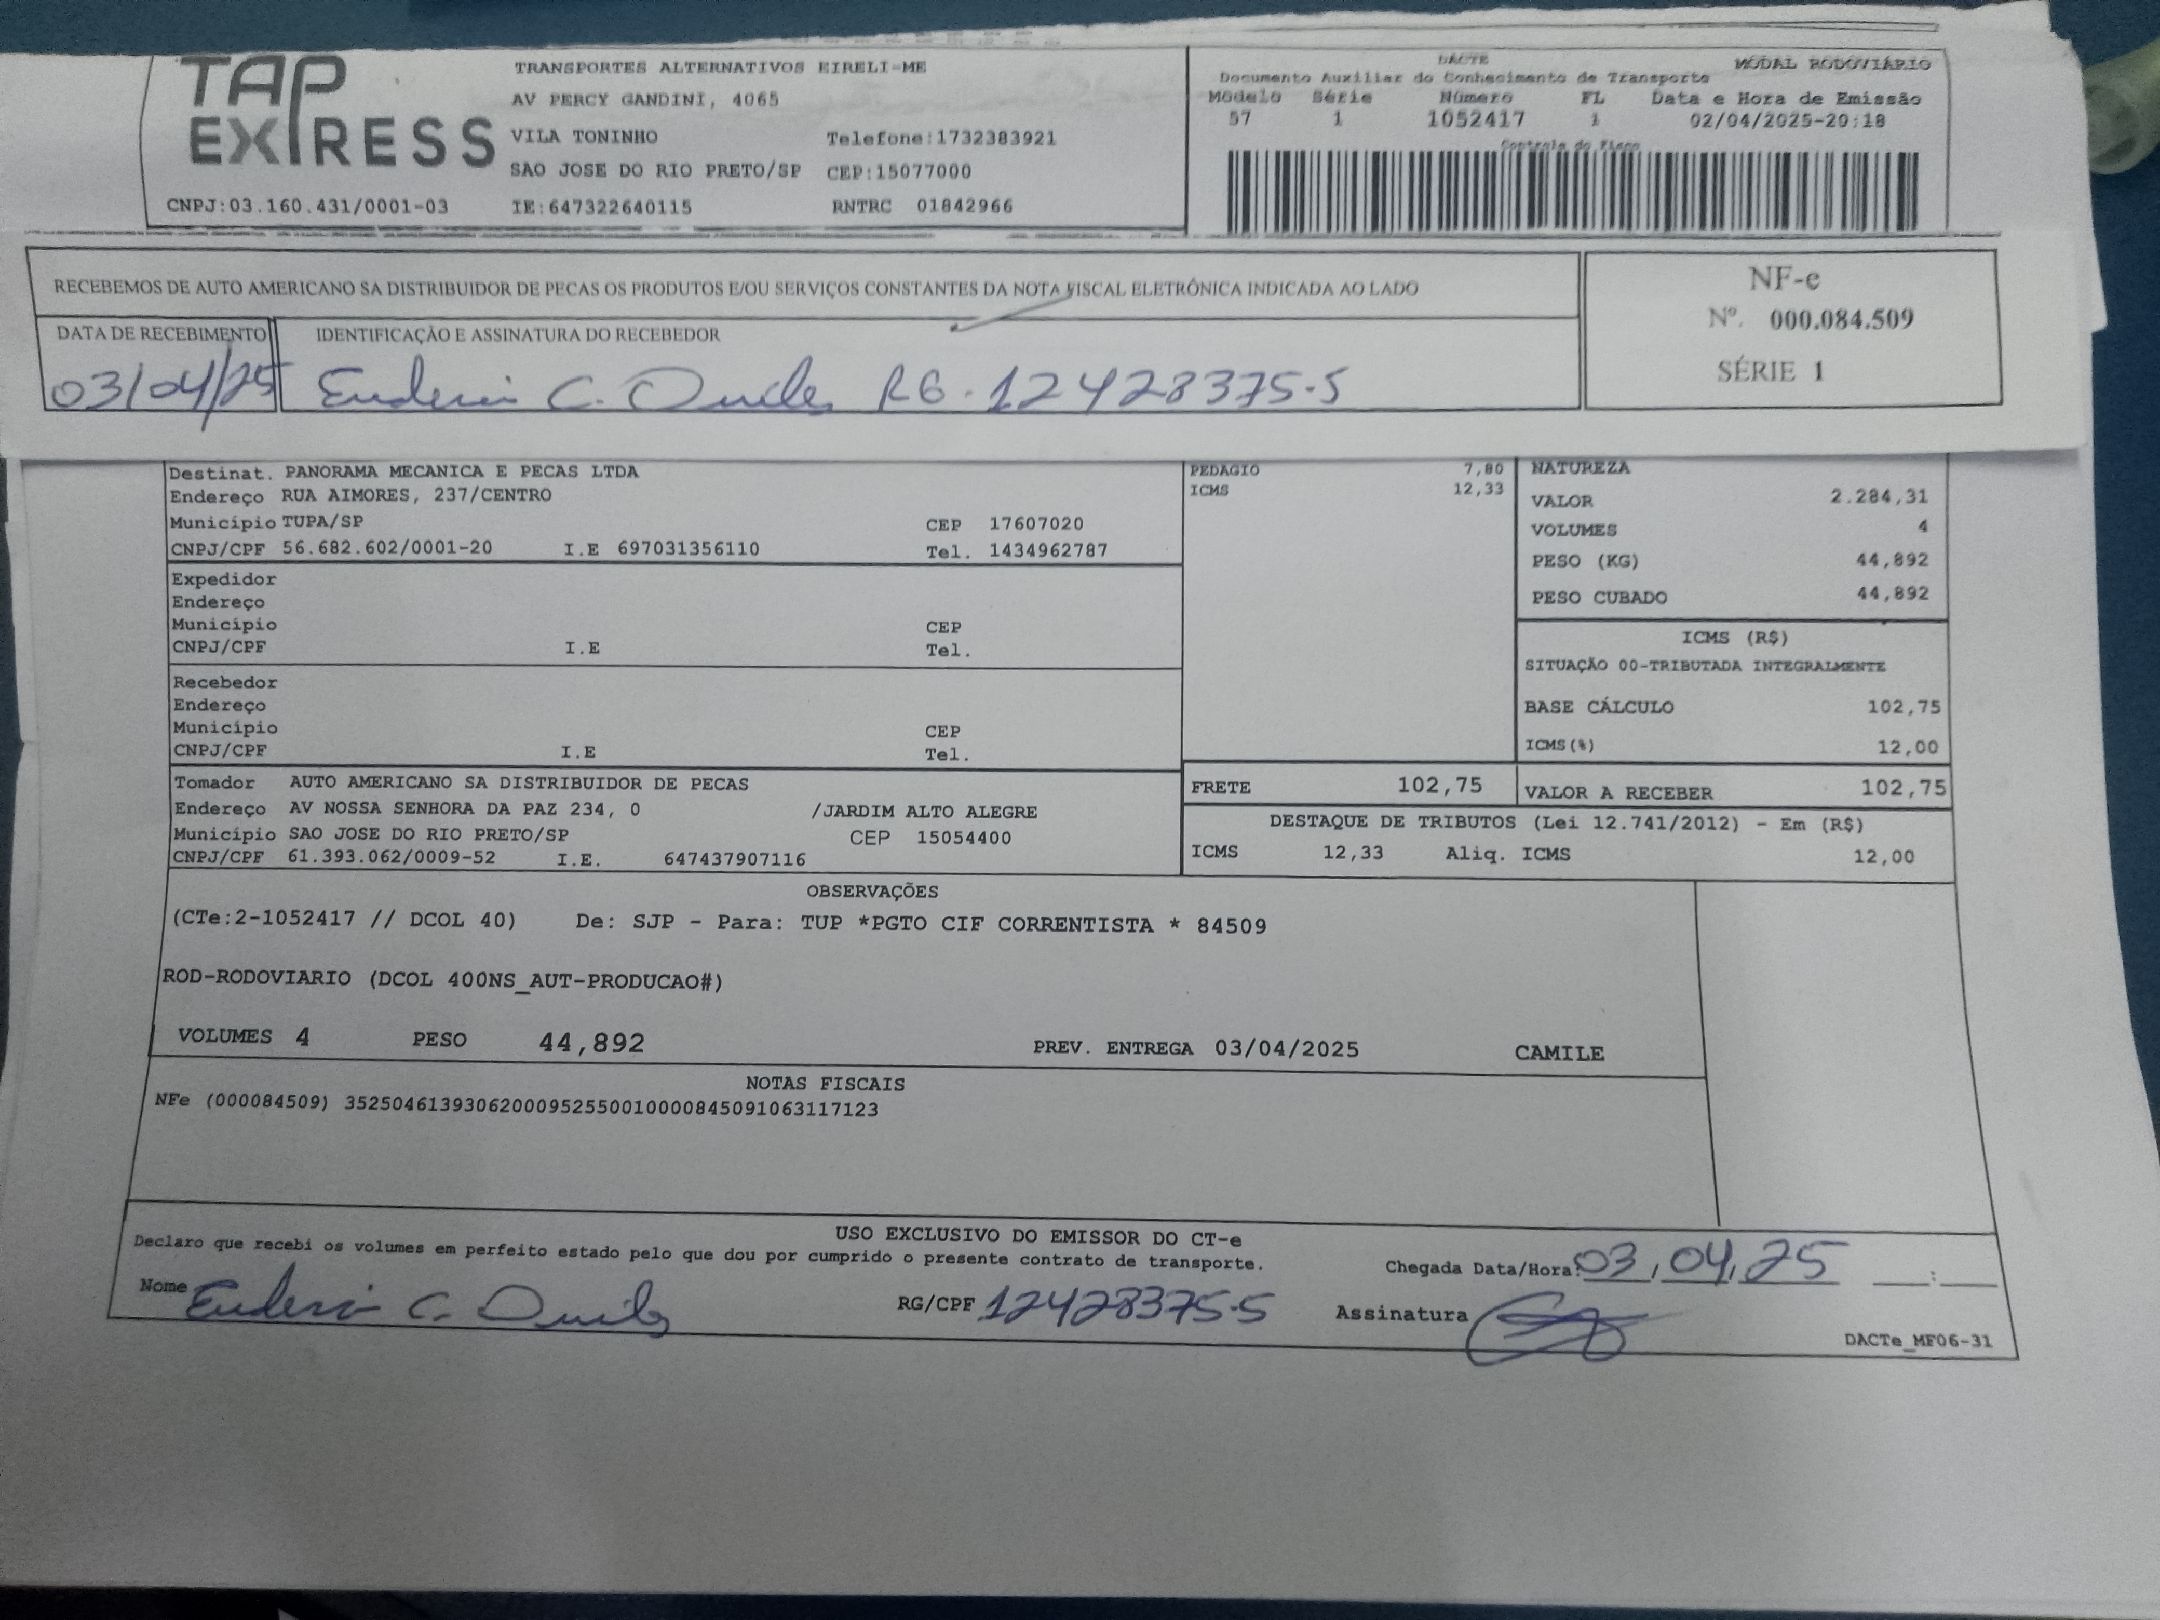 TAP EXPRESS
TRANSPORTES ALTERNATIVOS EIRELI-ME
AV PERCY GANDINI, 4065
VILA TONINHO Telefone:1732383921
SAO JOSE DO RIO PRETO/SP CEP:15077000
CNPJ:03.160.431/0001-03 IE:647322640115 RNTRC 01842966
DACTE MODAL RODOVIÁRIO
Documento Auxiliar do Conhecimento de Transporte
Modelo Série Número FL Data e Hora de Emissão
57 1 1052417 1 02/04/2025-20:18
Controle do Fisco
RECEBEMOS DE AUTO AMERICANO SA DISTRIBUIDOR DE PECAS OS PRODUTOS E/OU SERVIÇOS CONSTANTES DA NOTA FISCAL ELETRÔNICA INDICADA AO LADO
DATA DE RECEBIMENTO IDENTIFICAÇÃO E ASSINATURA DO RECEBEDOR
03/04/25 C. RG. 12428375-5
NF-e
Nº. 000.084.509
SÉRIE 1
Destinat. PANORAMA MECANICA E PECAS LTDA
Endereço RUA AIMORES, 237/CENTRO
Município TUPA/SP CEP 17607020
CNPJ/CPF 56.682.602/0001-20 I.E 697031356110 Tel. 1434962787
Expedidor
Endereço
Município CEP
CNPJ/CPF I.E Tel.
Recebedor
Endereço
Município CEP
CNPJ/CPF I.E Tel.
Tomador AUTO AMERICANO SA DISTRIBUIDOR DE PECAS
Endereço AV NOSSA SENHORA DA PAZ 234, 0 /JARDIM ALTO ALEGRE
Município SAO JOSE DO RIO PRETO/SP CEP 15054400
CNPJ/CPF 61.393.062/0009-52 I.E. 647437907116
PEDAGIO 7,80
ICMS 12,33
NATUREZA
VALOR 2.284,31
VOLUMES 4
PESO (KG) 44,892
PESO CUBADO 44,892
ICMS (R$)
SITUAÇÃO 00-TRIBUTADA INTEGRALMENTE
BASE CÁLCULO 102,75
ICMS(%) 12,00
FRETE 102,75 VALOR A RECEBER 102,75
DESTAQUE DE TRIBUTOS (Lei 12.741/2012) - Em (R$)
ICMS 12,33 Aliq. ICMS 12,00
OBSERVAÇÕES
(CTe:2-1052417 // DCOL 40) De: SJP - Para: TUP *PGTO CIF CORRENTISTA * 84509
ROD-RODOVIARIO (DCOL 400NS_AUT-PRODUCAO#)
VOLUMES 4 PESO 44,892 PREV. ENTREGA 03/04/2025 CAMILE
NOTAS FISCAIS
NFe (000084509) 35250461393062000952550010000845091063117123
USO EXCLUSIVO DO EMISSOR DO CT-e
Declaro que recebi os volumes em perfeito estado pelo que dou por cumprido o presente contrato de transporte.
Chegada Data/Hora: 03/04/25 __:__
Nome C. RG/CPF 12428375-5 Assinatura
DACTe_MF06-31